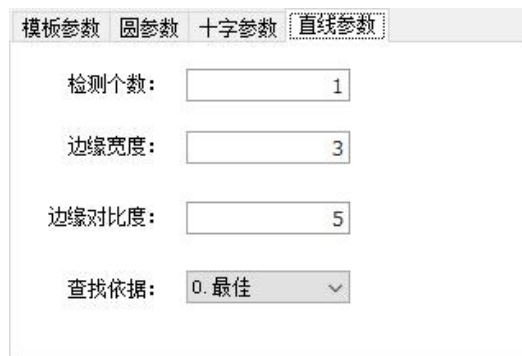 模板参数 圆参数 十字参数 直线参数
检测个数: 1
边缘宽度: 3
边缘对比度: 5
查找依据: 0.最佳